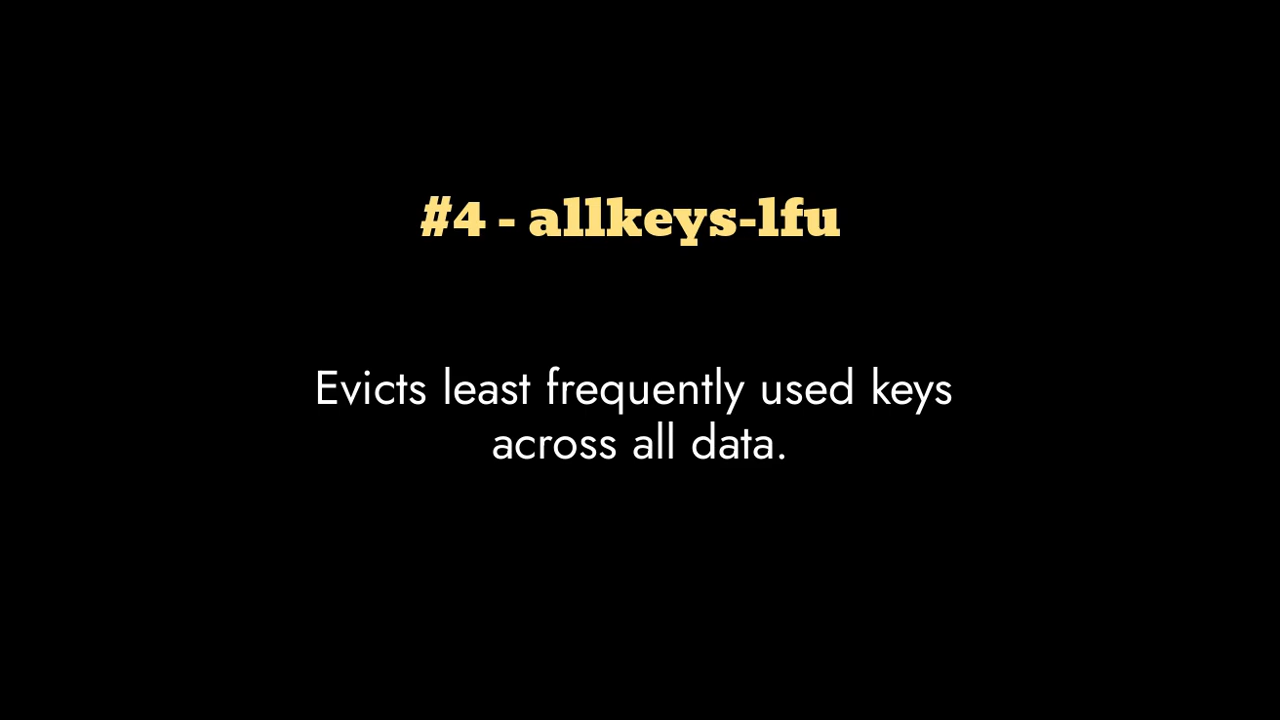 #4 - allkeys-lfu
Evicts least frequently used keys
across all data.